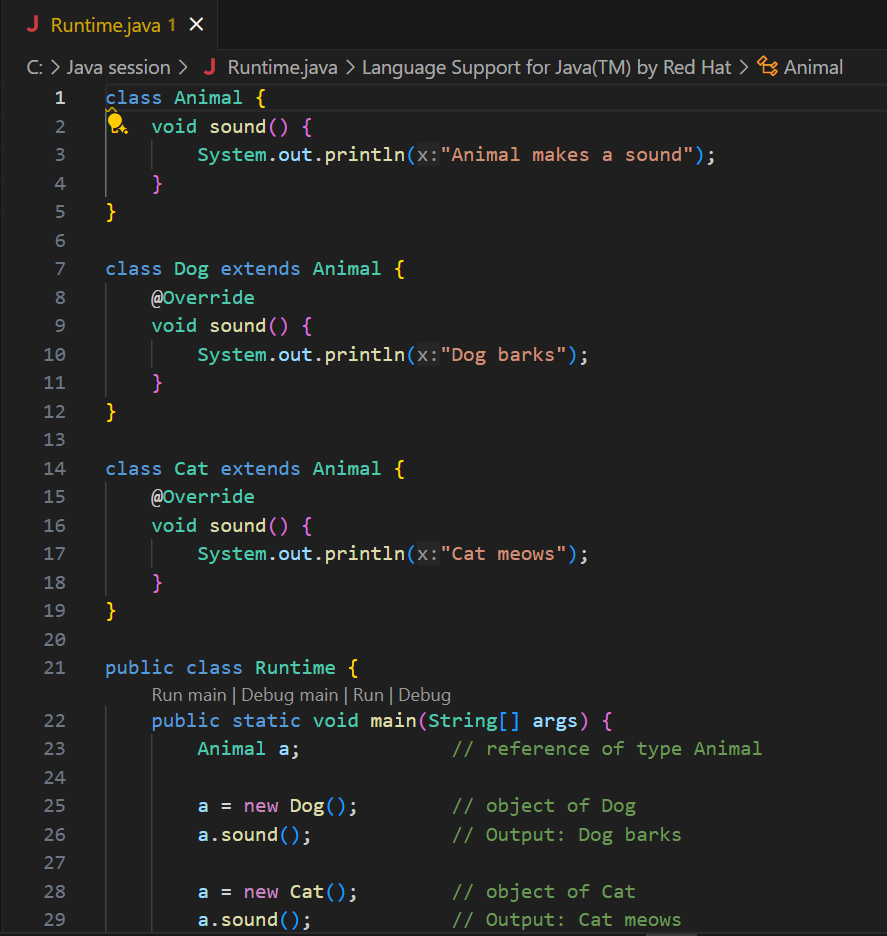 J Runtime.java 1 ×
C: > Java session > J Runtime.java > Language Support for Java(TM) by Red Hat > Animal
1 class Animal {
2     void sound() {
3         System.out.println(x:"Animal makes a sound");
4     }
5 }
6
7 class Dog extends Animal {
8     @Override
9     void sound() {
10         System.out.println(x:"Dog barks");
11     }
12 }
13
14 class Cat extends Animal {
15     @Override
16     void sound() {
17         System.out.println(x:"Cat meows");
18     }
19 }
20
21 public class Runtime {
Run main | Debug main | Run | Debug
22     public static void main(String[] args) {
23         Animal a;             // reference of type Animal
24
25         a = new Dog();        // object of Dog
26         a.sound();            // Output: Dog barks
27
28         a = new Cat();        // object of Cat
29         a.sound();            // Output: Cat meows